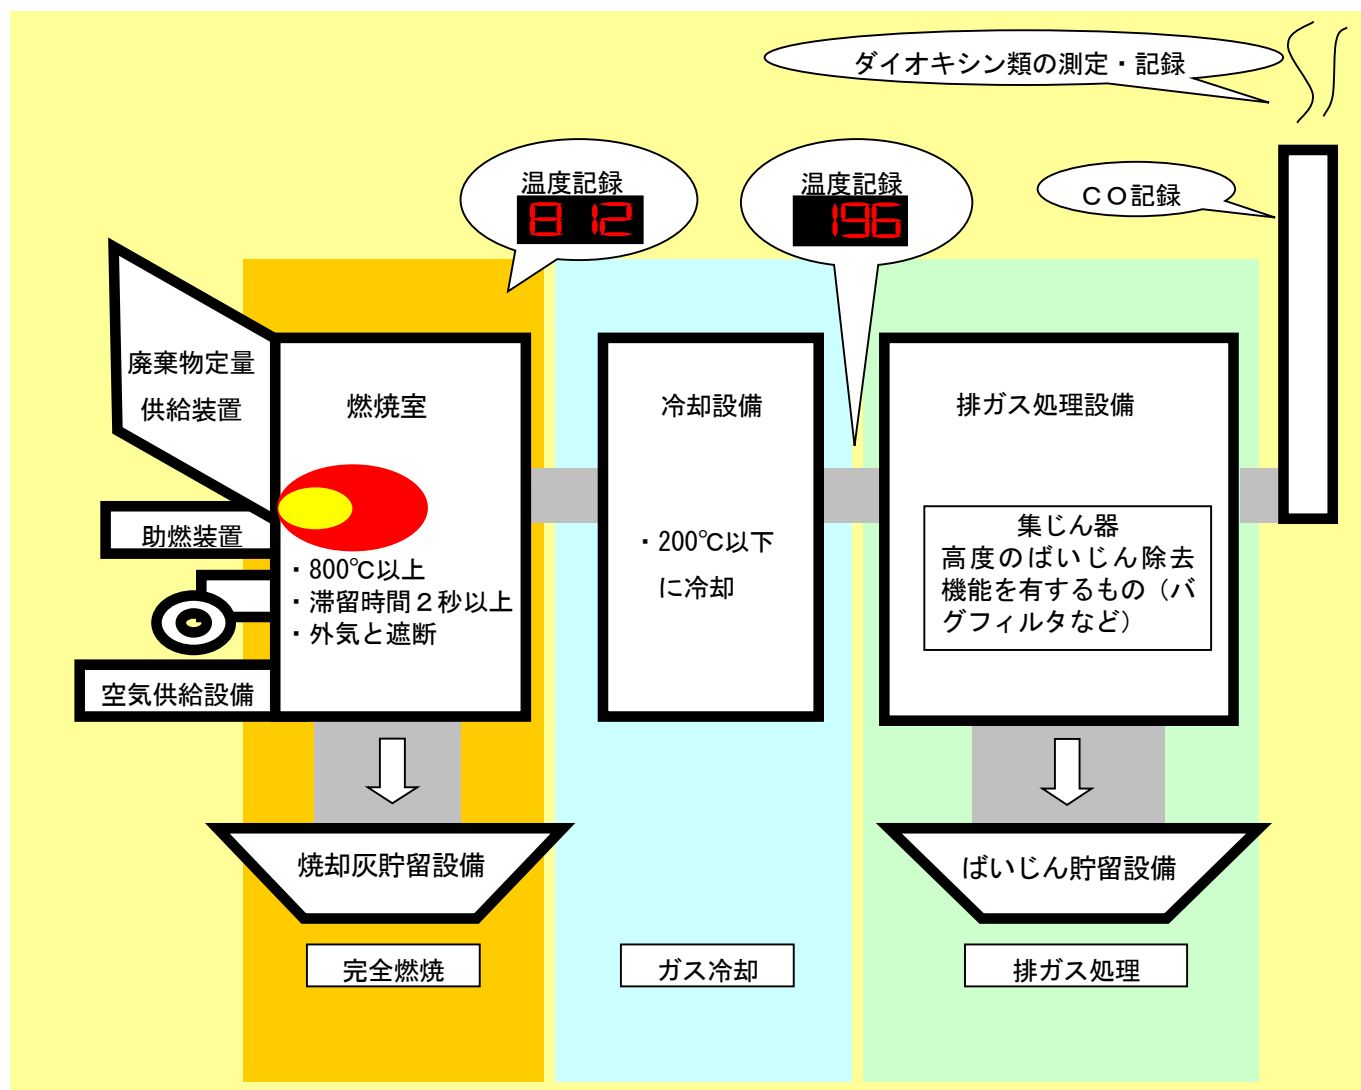 ダイオキシン類の測定・記録
温度記録
812
温度記録
196
ＣＯ記録
廃棄物定量
供給装置
助燃装置
空気供給設備
燃焼室
・800℃以上
・滞留時間２秒以上
・外気と遮断
冷却設備
・200℃以下
に冷却
排ガス処理設備
集じん器
高度のばいじん除去
機能を有するもの（バ
グフィルタなど）
焼却灰貯留設備
ばいじん貯留設備
完全燃焼
ガス冷却
排ガス処理